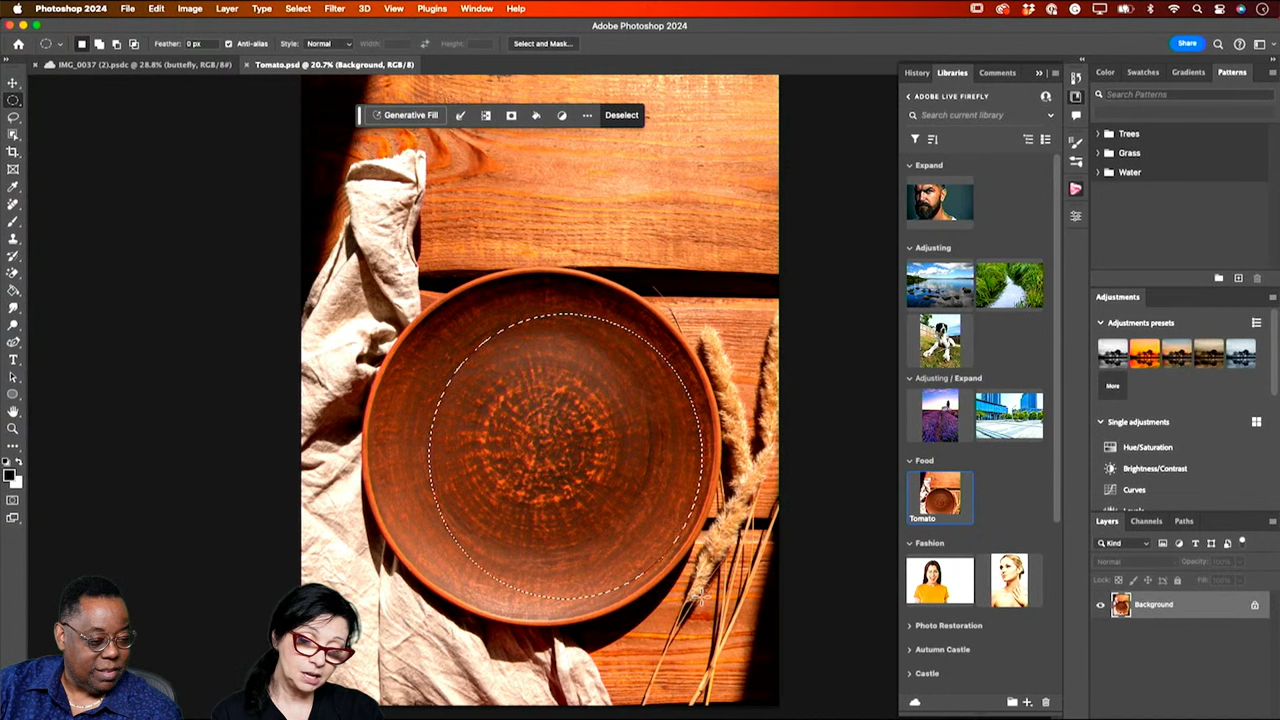 Photoshop 2024 File Edit Image Layer Type Select Filter 3D View Plugins Window Help
Adobe Photoshop 2024
Feather: 0 px Anti-alias Style: Normal Width: Height: Select and Mask... Share
IMG_0037 (2).psdc @ 28.8% (buttefly, RGB/8#) Tomato.psd @ 20.7% (Background, RGB/8)
History Libraries Comments
Color Swatches Gradients Patterns
ADOBE LIVE FIREFLY
Search Patterns
Search current library
Generative Fill Deselect
Trees
Grass
Water
Expand
Adjusting
Adjustments
Adjustments presets
More
Adjusting / Expand
Single adjustments
Hue/Saturation
Brightness/Contrast
Curves
Food
Tomato
Layers Channels Paths
Kind
Normal Opacity: 100%
Lock: Fill: 100%
Background
Fashion
Photo Restoration
Autumn Castle
Castle